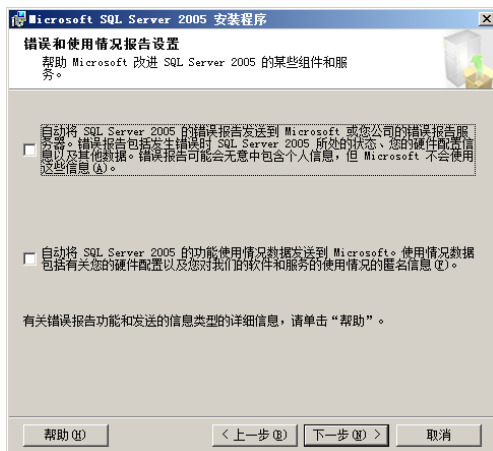 Microsoft SQL Server 2005 安装程序
错误和使用情况报告设置
帮助 Microsoft 改进 SQL Server 2005 的某些组件和服
务。
自动将 SQL Server 2005 的错误报告发送到 Microsoft 或您公司的错误报告服
务器。错误报告包括发生错误时 SQL Server 2005 所处的状态、您的硬件配置信
息以及其他数据。错误报告可能会无意中包含个人信息，但 Microsoft 不会使用
这些信息(A)。
自动将 SQL Server 2005 的功能使用情况数据发送到 Microsoft。使用情况数据
包括有关您的硬件配置以及您对我们的软件和服务的使用情况的匿名信息(F)。
有关错误报告功能和发送的信息类型的详细信息，请单击“帮助”。
帮助(H) < 上一步(B) 下一步(N) > 取消